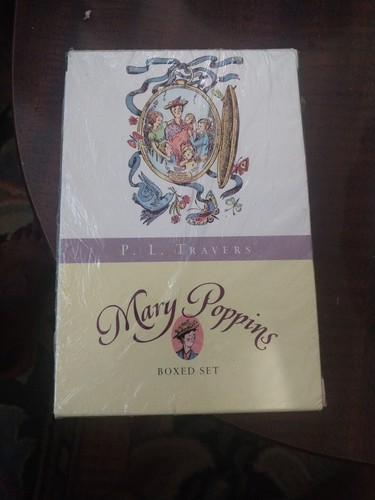 P. L. TRAVERS
Mary Poppins
BOXED SET